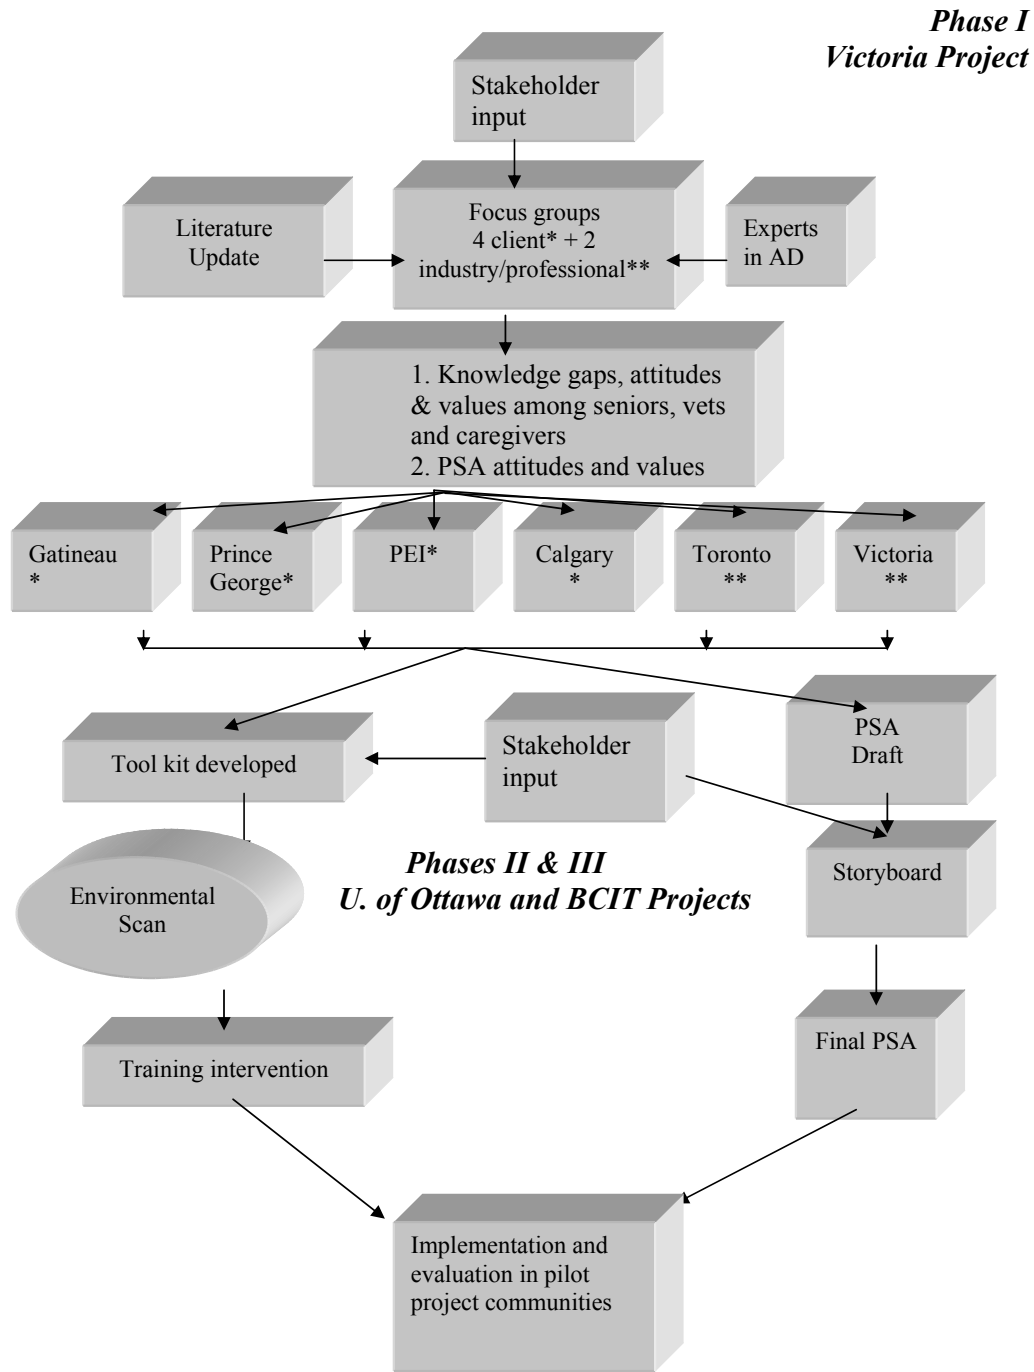 Phase I
Victoria Project
Stakeholder
input
Literature
Update
Focus groups
4 client* + 2
industry/professional**
Experts
in AD
1. Knowledge gaps, attitudes
& values among seniors, vets
and caregivers
2. PSA attitudes and values
Gatineau
*
Prince
George*
PEI*
Calgary
*
Toronto
**
Victoria
**
Tool kit developed
Stakeholder
input
PSA
Draft
Phases II & III
U. of Ottawa and BCIT Projects
Environmental
Scan
Storyboard
Training intervention
Final PSA
Implementation and
evaluation in pilot
project communities